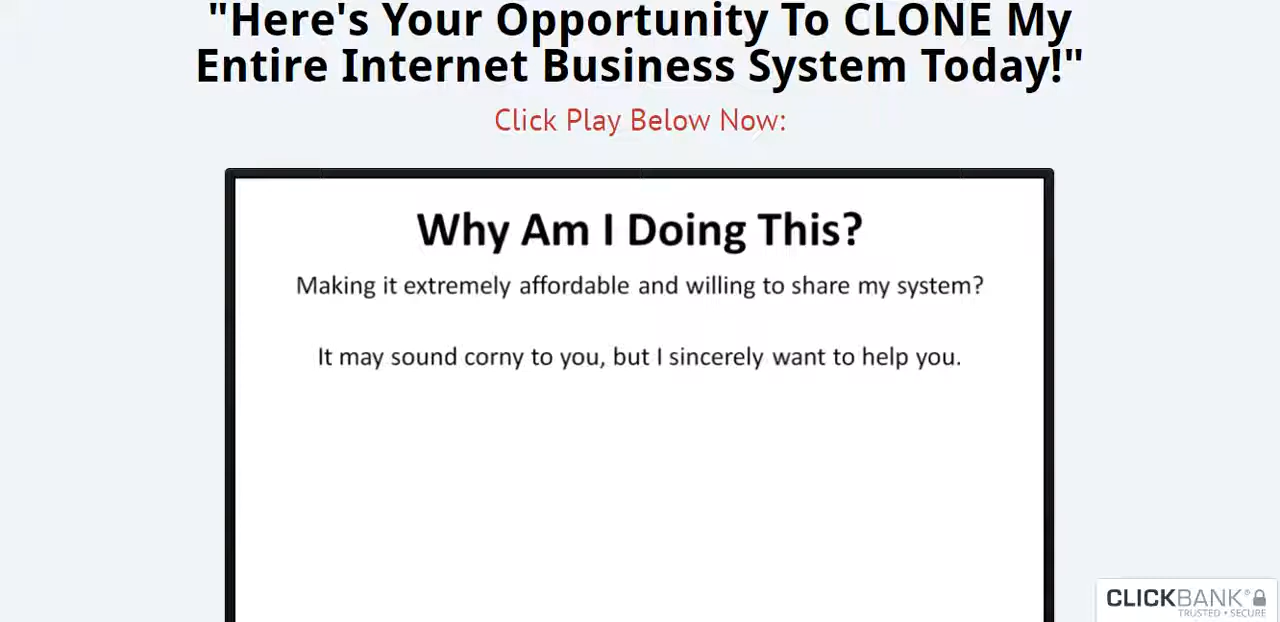 "Here's Your Opportunity To CLONE My
Entire Internet Business System Today!"
Click Play Below Now:
Why Am I Doing This?
Making it extremely affordable and willing to share my system?
It may sound corny to you, but I sincerely want to help you.
CLICKBANK®
TRUSTED • SECURE